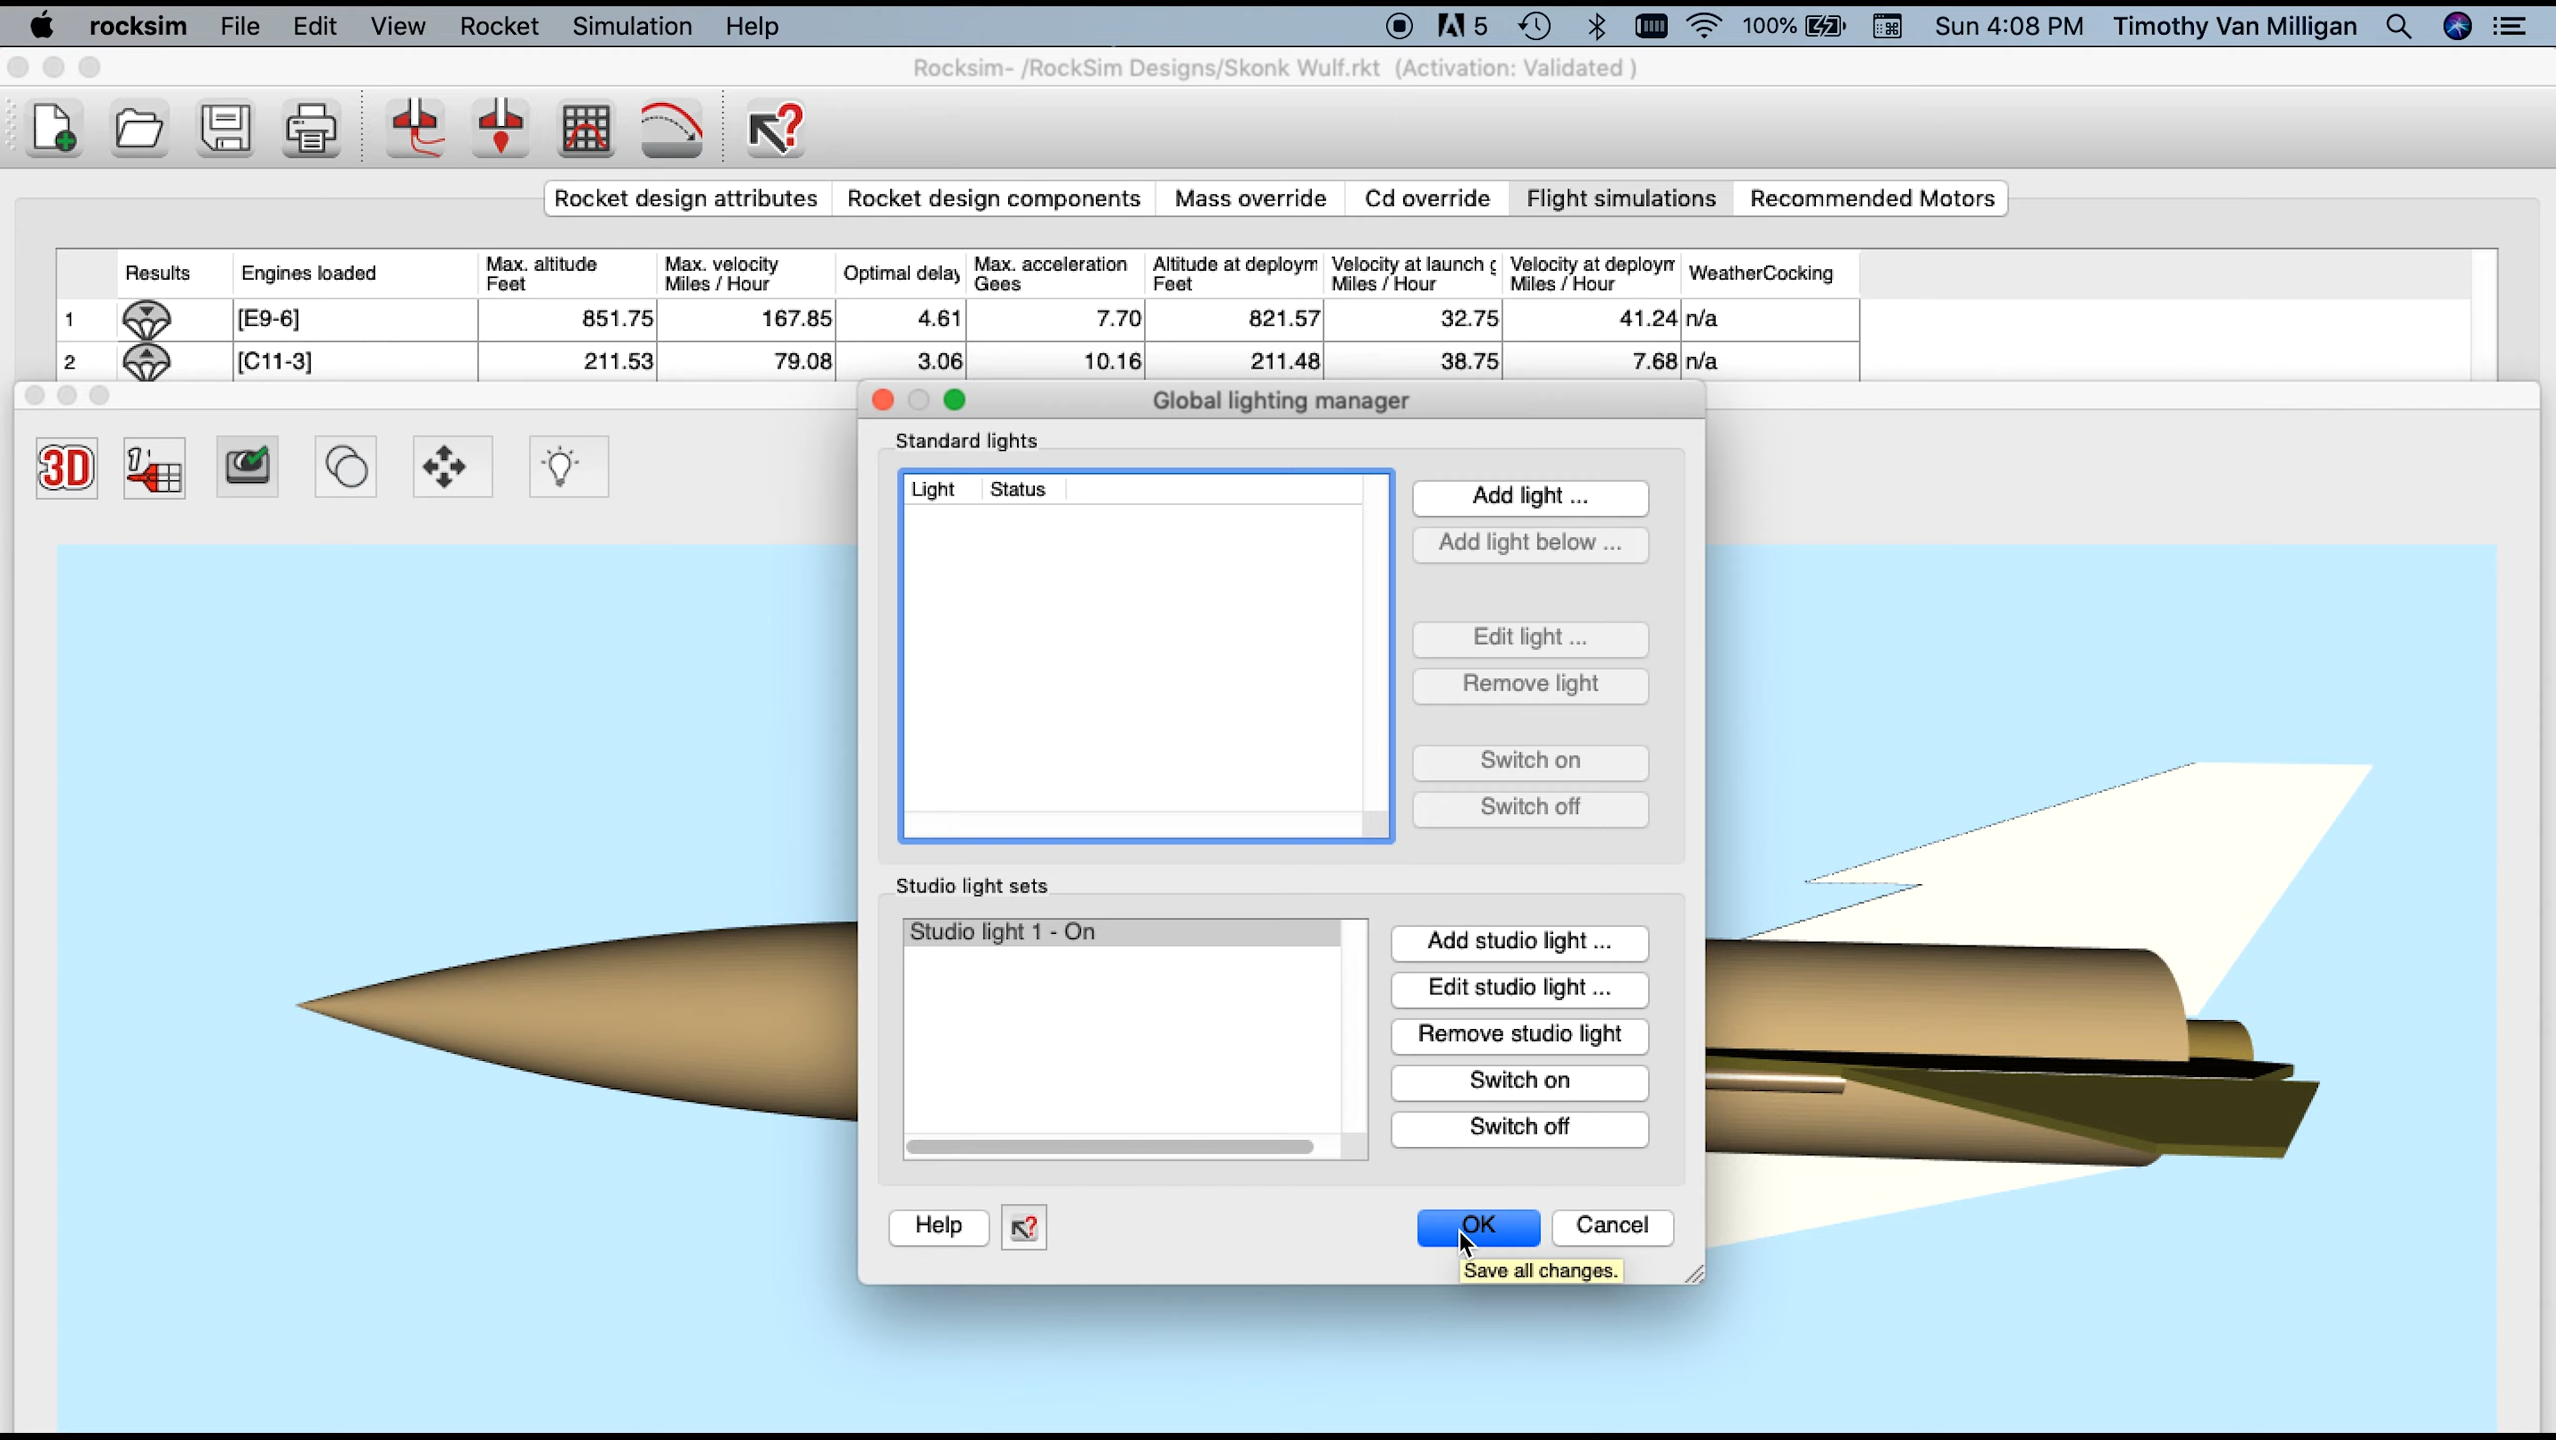 rocksim File Edit View Rocket Simulation Help 5 100% Sun 4:08 PM Timothy Van Milligan
Rocksim- /RockSim Designs/Skonk Wulf.rkt (Activation: Validated )
Rocket design attributes Rocket design components Mass override Cd override Flight simulations Recommended Motors
Results Engines loaded Max. altitude Max. velocity Optimal delay Max. acceleration Altitude at deploym Velocity at launch g Velocity at deploym WeatherCocking
Feet Miles / Hour Gees Feet Miles / Hour Miles / Hour
1 [E9-6] 851.75 167.85 4.61 7.70 821.57 32.75 41.24 n/a
2 [C11-3] 211.53 79.08 3.06 10.16 211.48 38.75 7.68 n/a
Global lighting manager
3D 1
Standard lights
Light Status
Add light ...
Add light below ...
Edit light ...
Remove light
Switch on
Switch off
Studio light sets
Studio light 1 - On
Add studio light ...
Edit studio light ...
Remove studio light
Switch on
Switch off
Help ? OK Cancel
Save all changes.